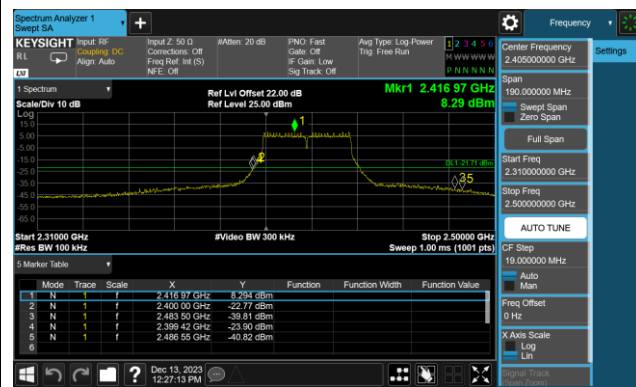 Spectrum Analyzer 1
Swept SA
Frequency
KEYSIGHT
RL
LXI
Input: RF
Coupling: DC
Align: Auto
Input Z: 50 Ω
Corrections: Off
Freq Ref: Int (S)
NFE: Off
#Atten: 20 dB
PNO: Fast
Gate: Off
IF Gain: Low
Sig Track: Off
Avg Type: Log-Power
Trig: Free Run
1 2 3 4 5 6
M W W W W W
P N N N N N
Center Frequency
2.405000000 GHz
Settings
1 Spectrum
Scale/Div 10 dB
Ref Lvl Offset 22.00 dB
Ref Level 25.00 dBm
Mkr1 2.416 97 GHz
8.29 dBm
Log
15.0
5.00
-5.00
-15.0
-25.0
-35.0
-45.0
-55.0
-65.0
1
DL1 -21.71 dBm
Start 2.31000 GHz
#Res BW 100 kHz
#Video BW 300 kHz
Stop 2.50000 GHz
Sweep 1.00 ms (1001 pts)
Span
190.000000 MHz
Swept Span
Zero Span
Full Span
Start Freq
2.310000000 GHz
Stop Freq
2.500000000 GHz
AUTO TUNE
CF Step
19.000000 MHz
Auto
Man
Freq Offset
0 Hz
X Axis Scale
Log
Lin
Signal Track
(Span Zoom)
5 Marker Table
Mode Trace Scale X Y Function Function Width Function Value
1 N 1 f 2.416 97 GHz 8.294 dBm
2 N 1 f 2.400 00 GHz -22.77 dBm
3 N 1 f 2.483 50 GHz -39.81 dBm
4 N 1 f 2.399 42 GHz -23.90 dBm
5 N 1 f 2.486 55 GHz -40.82 dBm
6
?
Dec 13, 2023
12:27:13 PM